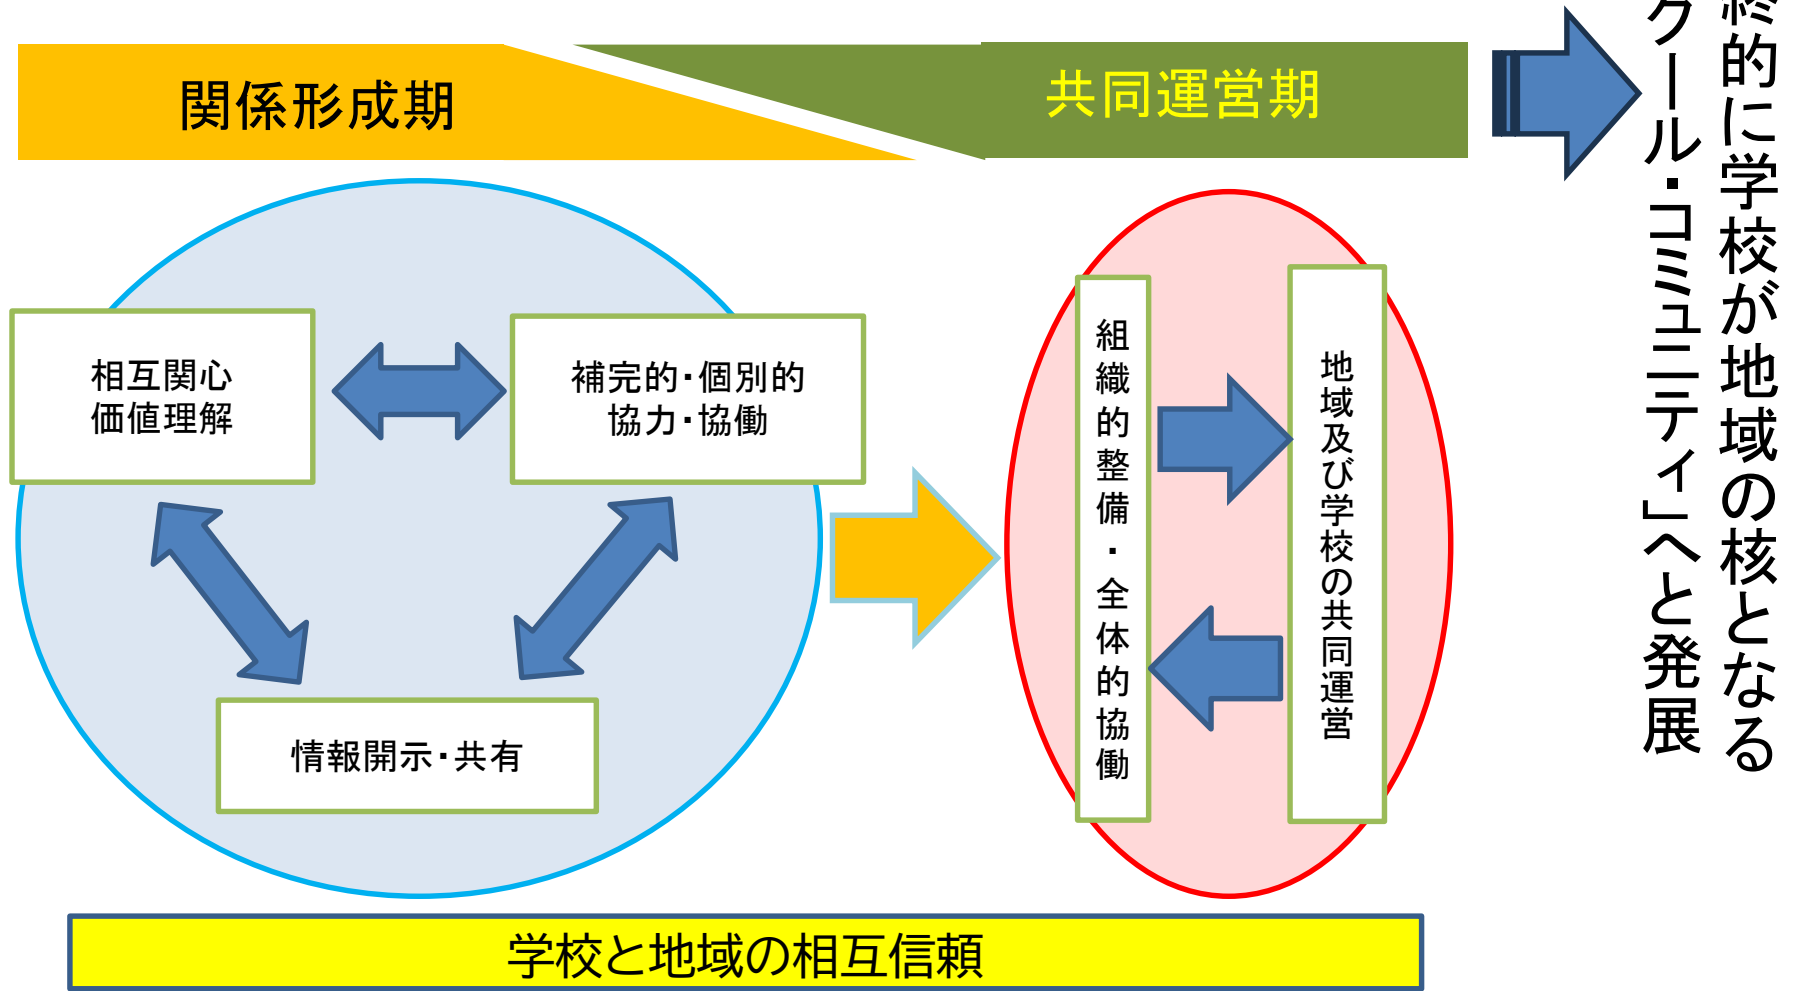 関係形成期
共同運営期
相互関心
価値理解
補完的・個別的
協力・協働
情報開示・共有
組織的整備・全体的協働
地域及び学校の共同運営
終的に学校が地域の核となる
クール・コミュニティ」へと発展
学校と地域の相互信頼